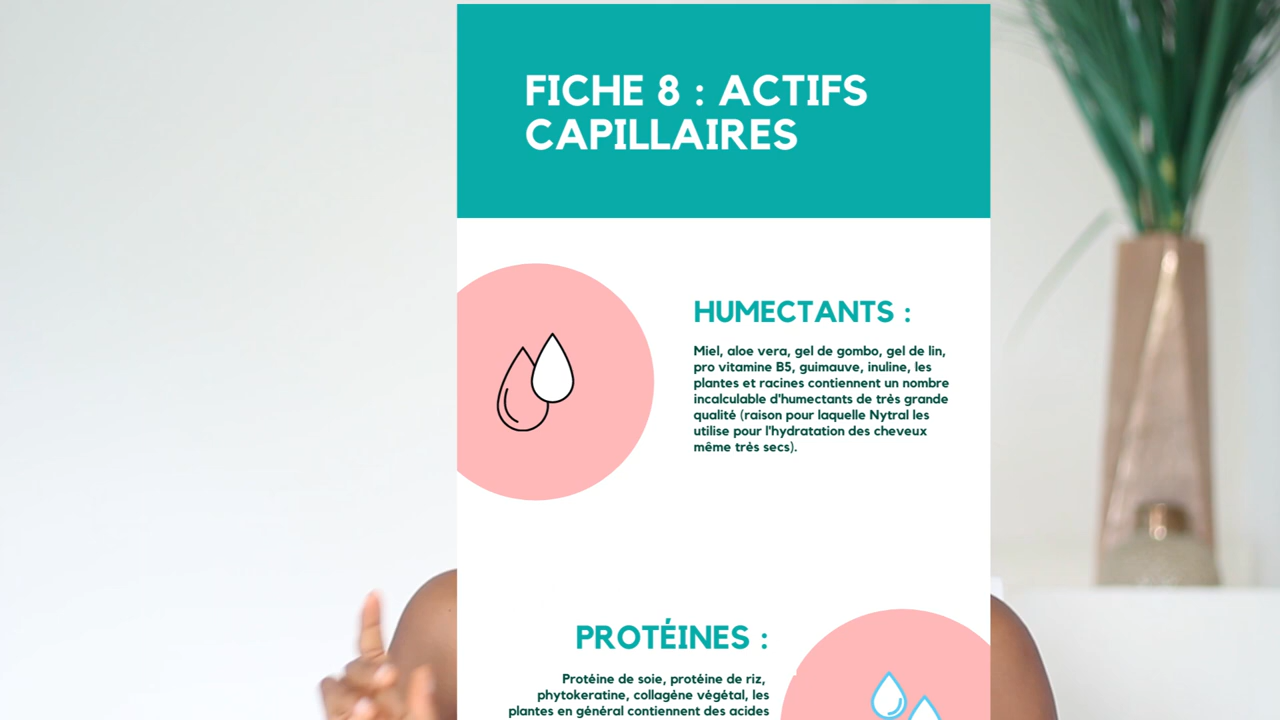 FICHE 8 : ACTIFS
CAPILLAIRES
HUMECTANTS :
Miel, aloe vera, gel de gombo, gel de lin,
pro vitamine B5, guimauve, inuline, les
plantes et racines contiennent un nombre
incalculable d'humectants de très grande
qualité (raison pour laquelle Nytral les
utilise pour l'hydratation des cheveux
même très secs).
PROTÉINES :
Protéine de soie, protéine de riz,
phytokeratine, collagène végétal, les
plantes en général contiennent des acides